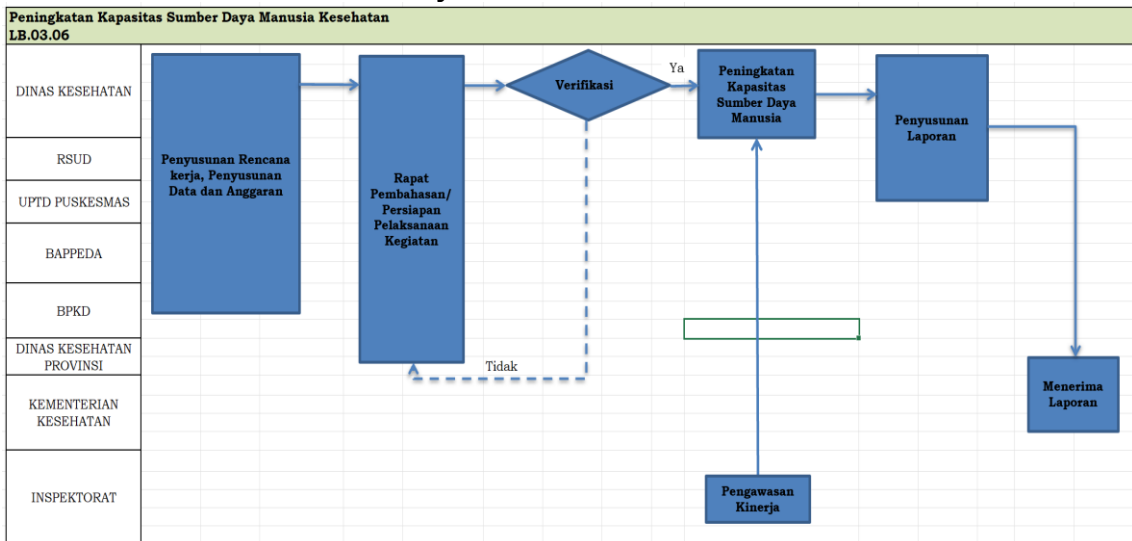 Peningkatan Kapasitas Sumber Daya Manusia Kesehatan
LB.03.06
DINAS KESEHATAN
RSUD
UPTD PUSKESMAS
BAPPEDA
BPKD
DINAS KESEHATAN
PROVINSI
KEMENTERIAN
KESEHATAN
INSPEKTORAT
Penyusunan Rencana
kerja, Penyusunan
Data dan Anggaran
Rapat
Pembahasan/
Persiapan
Pelaksanaan
Kegiatan
Verifikasi
Ya
Tidak
Peningkatan
Kapasitas
Sumber Daya
Manusia
Penyusunan
Laporan
Menerima
Laporan
Pengawasan
Kinerja